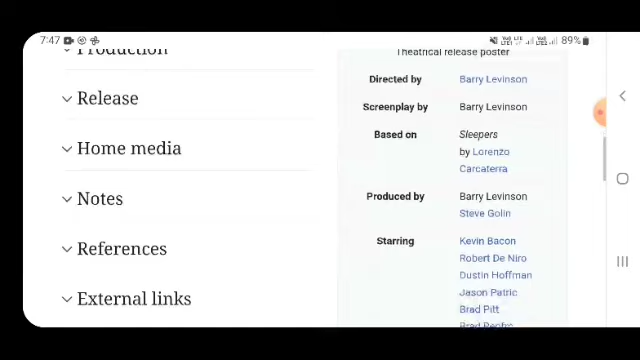 7:47
89%
Production
Release
Home media
Notes
References
External links
Theatrical release poster
Directed by Barry Levinson
Screenplay by Barry Levinson
Based on Sleepers
by Lorenzo
Carcaterra
Produced by Barry Levinson
Steve Golin
Starring Kevin Bacon
Robert De Niro
Dustin Hoffman
Jason Patric
Brad Pitt
Brad Renfro